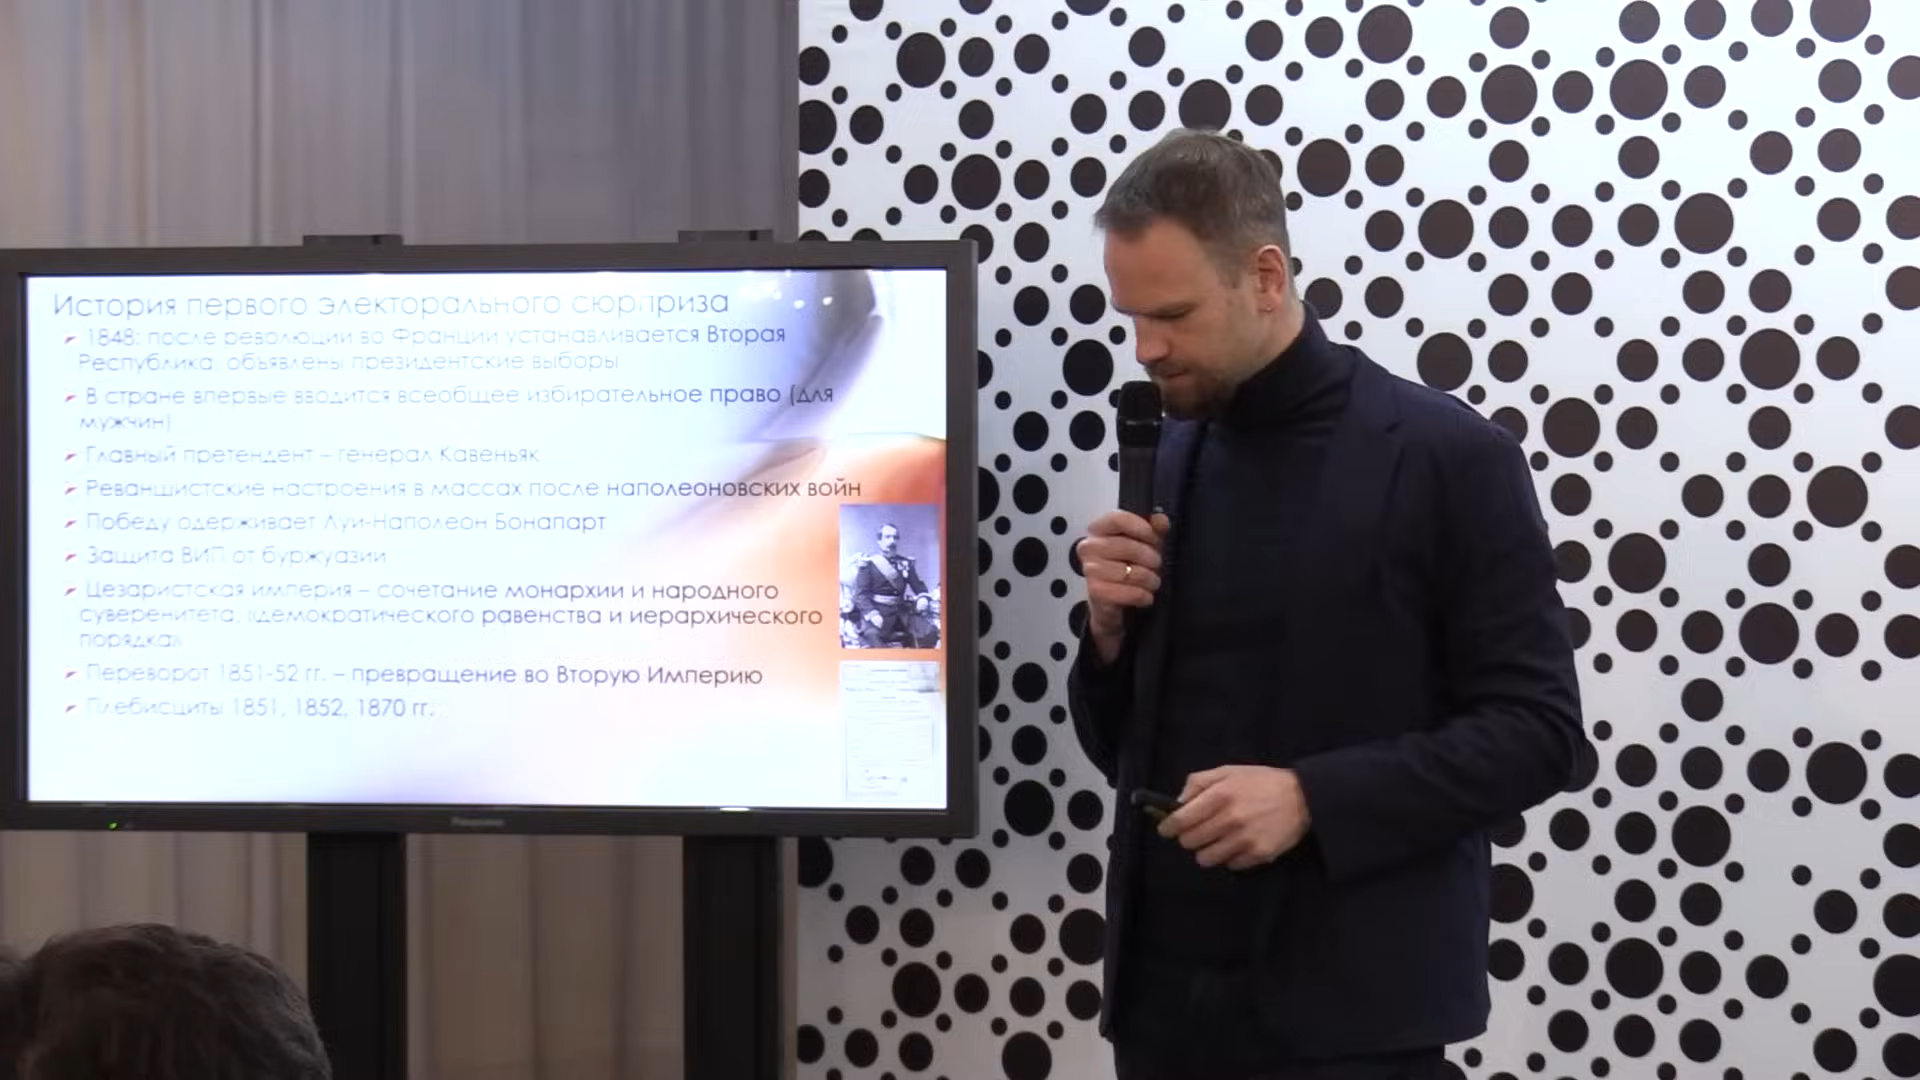 История первого электорального сюрприза
1848: после революции во Франции устанавливается Вторая
Республика, объявлены президентские выборы
В стране впервые вводится всеобщее избирательное право (для
мужчин)
Главный претендент – генерал Кавеньяк
Реваншистские настроения в массах после наполеоновских войн
Победу одерживает Луи-Наполеон Бонапарт
Защита ВИП от буржуазии
Цезаристская империя – сочетание монархии и народного
суверенитета, «демократического равенства и иерархического
порядка»
Переворот 1851-52 гг. – превращение во Вторую Империю
Плебисциты 1851, 1852, 1870 гг.
Panasonic